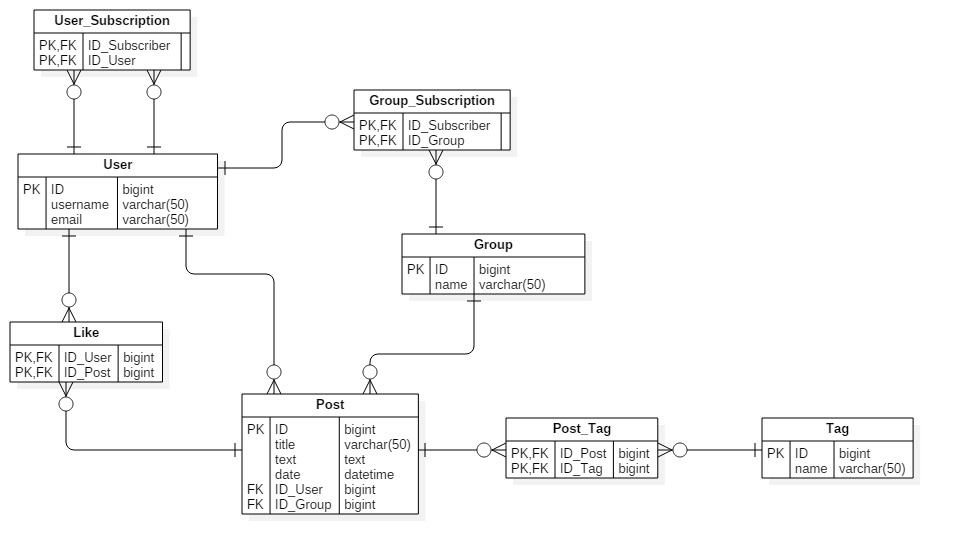 User_Subscription
PK,FK ID_Subscriber
PK,FK ID_User
Group_Subscription
PK,FK ID_Subscriber
PK,FK ID_Group
User
PK ID bigint
username varchar(50)
email varchar(50)
Group
PK ID bigint
name varchar(50)
Like
PK,FK ID_User bigint
PK,FK ID_Post bigint
Post
PK ID bigint
title varchar(50)
text text
date datetime
FK ID_User bigint
FK ID_Group bigint
Post_Tag
PK,FK ID_Post bigint
PK,FK ID_Tag bigint
Tag
PK ID bigint
name varchar(50)